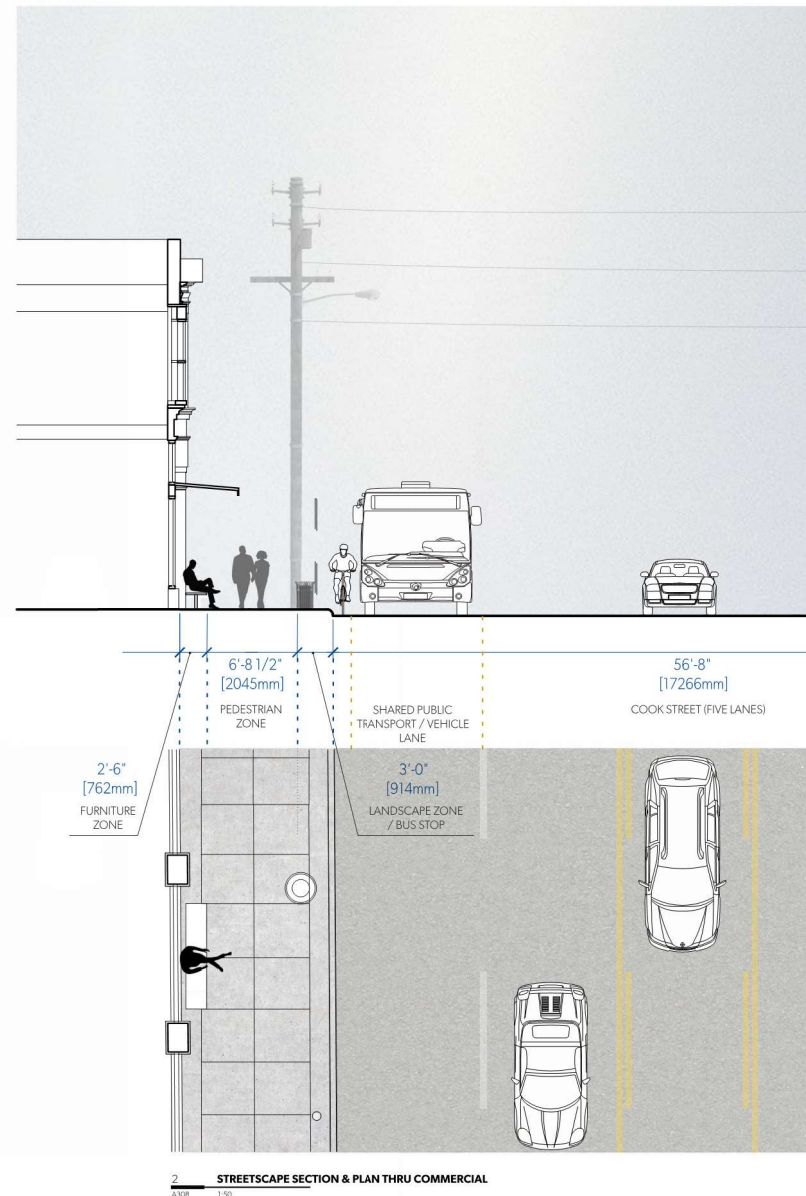 6'-8 1/2"
[2045mm]
PEDESTRIAN
ZONE
SHARED PUBLIC
TRANSPORT / VEHICLE
LANE
56'-8"
[17266mm]
COOK STREET (FIVE LANES)
2'-6"
[762mm]
FURNITURE
ZONE
3'-0"
[914mm]
LANDSCAPE ZONE
/ BUS STOP
2 STREETSCAPE SECTION & PLAN THRU COMMERCIAL
A308 1:50